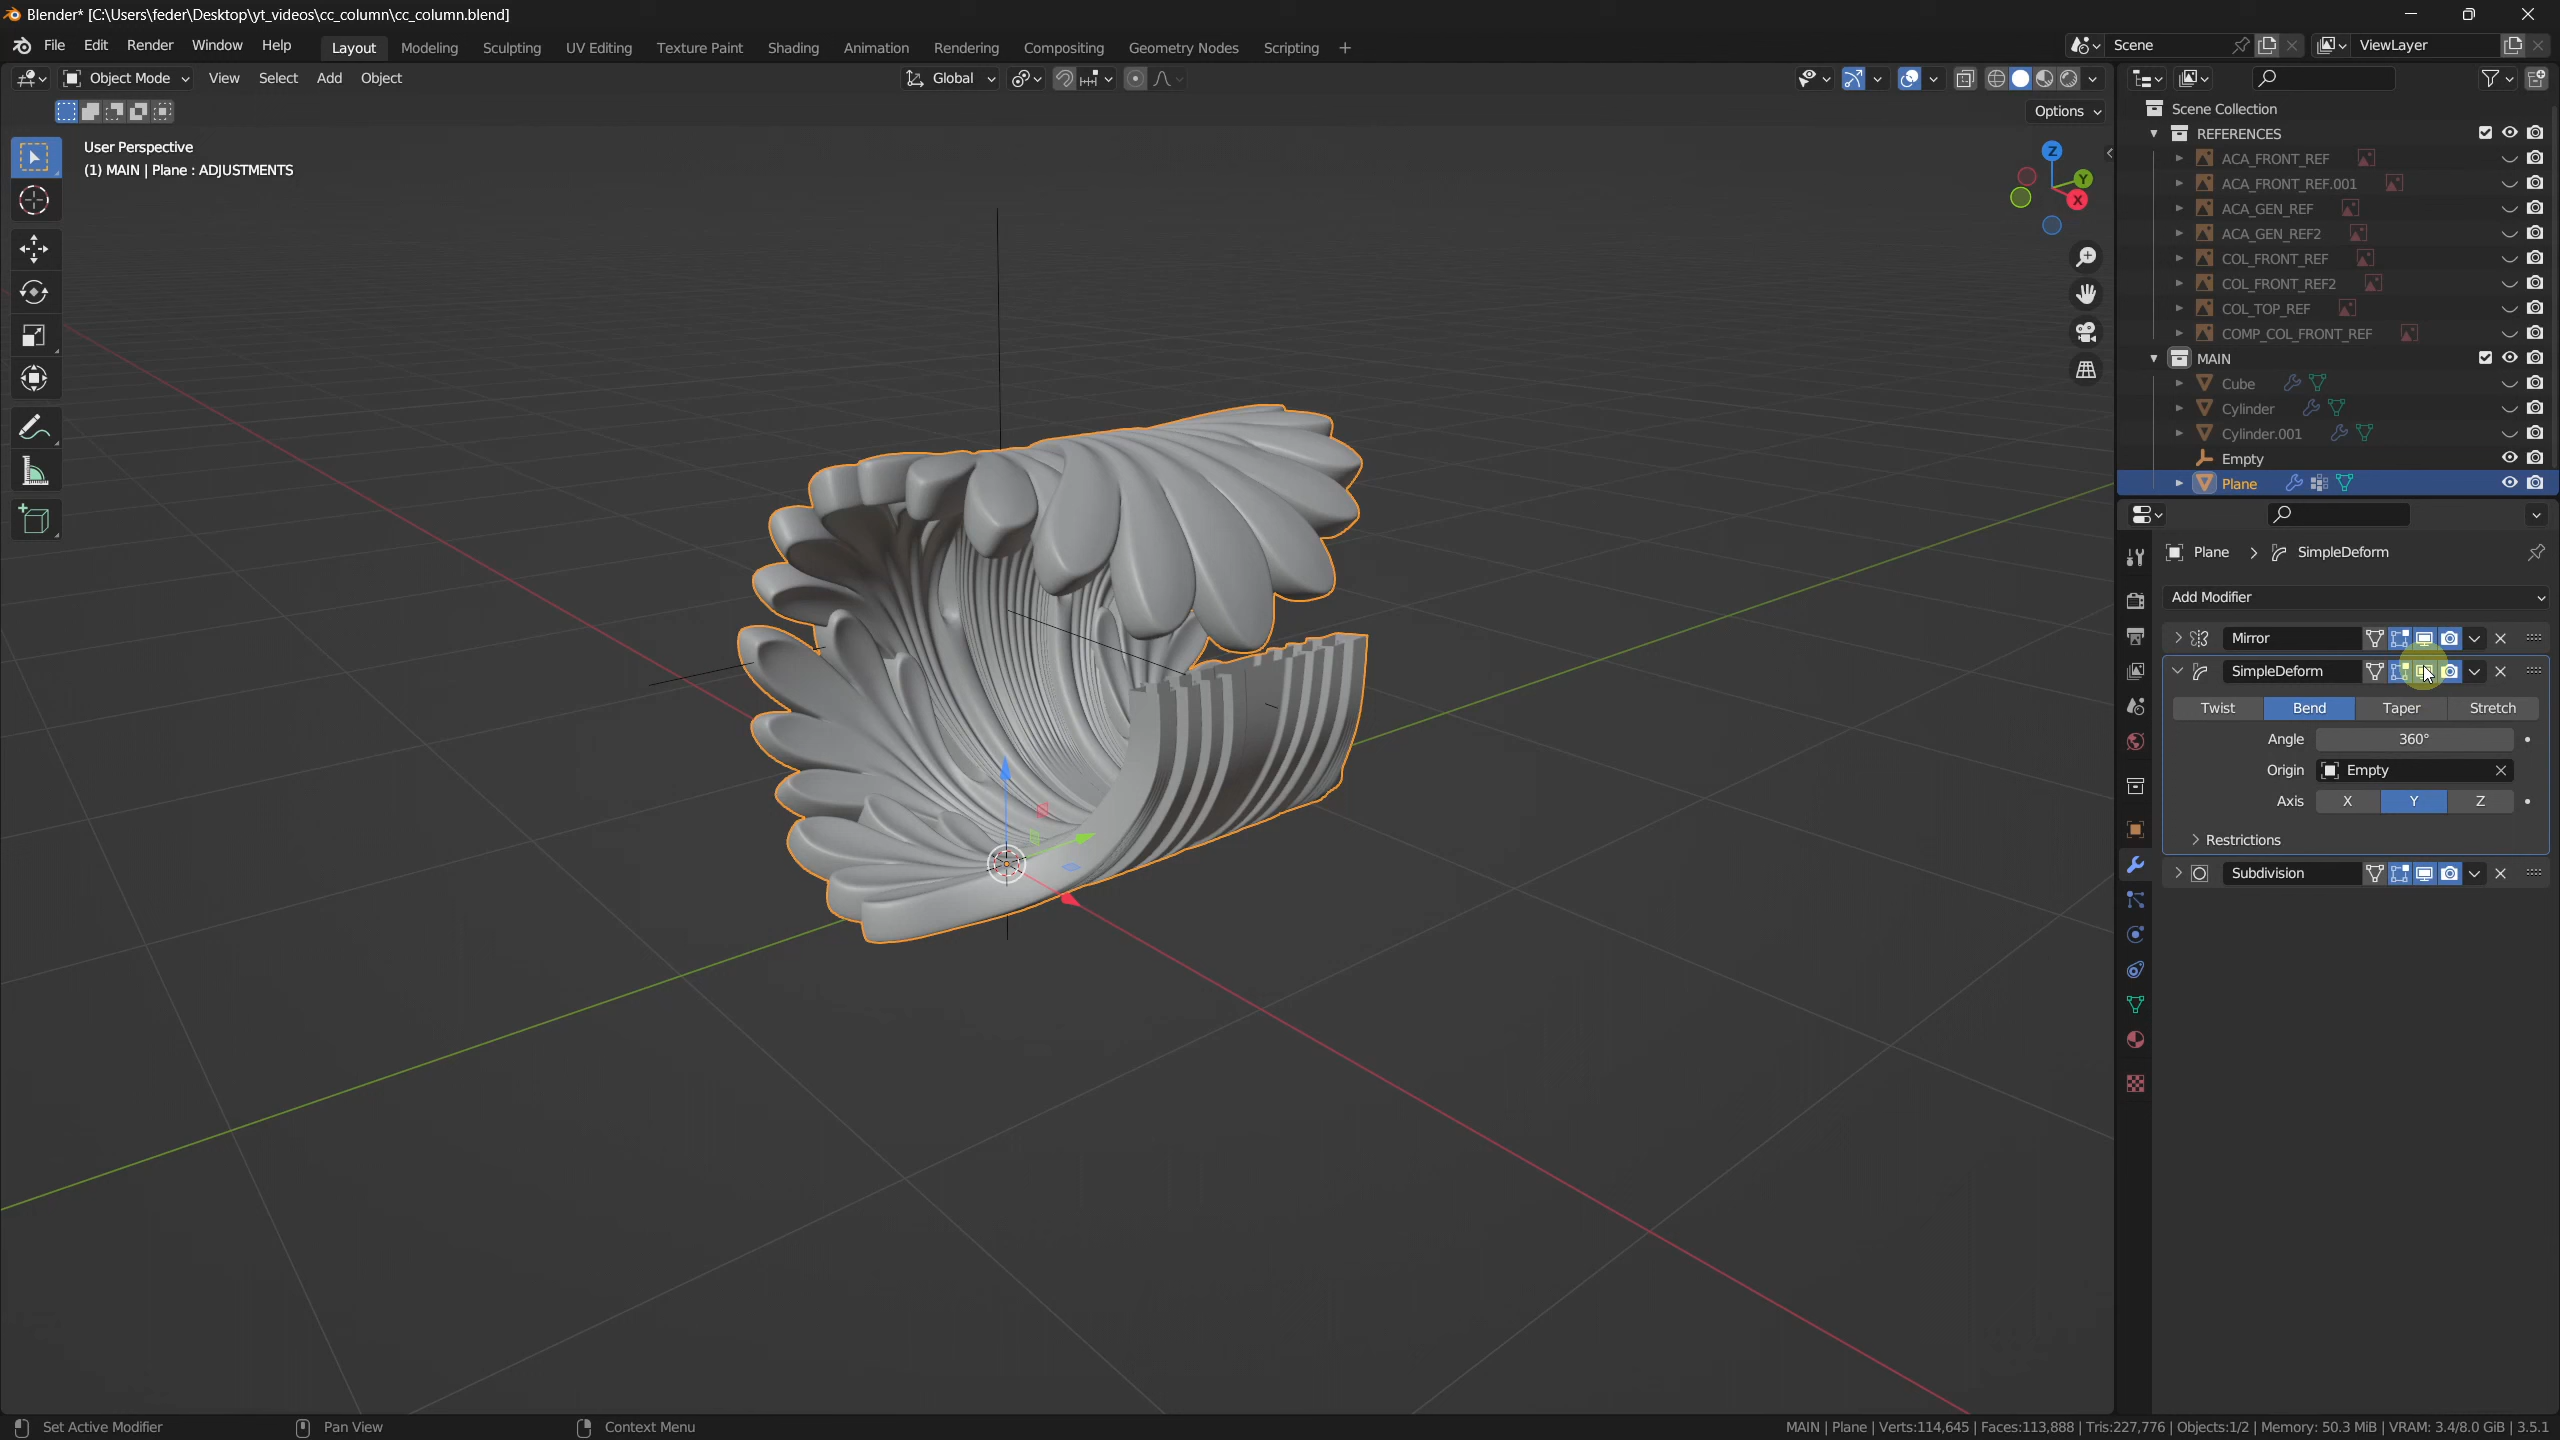 Blender* [C:\Users\feder\Desktop\yt_videos\cc_column\cc_column.blend]
File Edit Render Window Help Layout Modeling Sculpting UV Editing Texture Paint Shading Animation Rendering Compositing Geometry Nodes Scripting + Scene ViewLayer
Object Mode View Select Add Object Global
Options
User Perspective
(1) MAIN | Plane : ADJUSTMENTS
Z
Y
X
Scene Collection
REFERENCES
ACA_FRONT_REF
ACA_FRONT_REF.001
ACA_GEN_REF
ACA_GEN_REF2
COL_FRONT_REF
COL_FRONT_REF2
COL_TOP_REF
COMP_COL_FRONT_REF
MAIN
Cube
Cylinder
Cylinder.001
Empty
Plane
Plane > SimpleDeform
Add Modifier
Mirror
SimpleDeform
Twist Bend Taper Stretch
Angle 360°
Origin Empty
Axis X Y Z
Restrictions
Subdivision
Set Active Modifier Pan View Context Menu MAIN | Plane | Verts:114,645 | Faces:113,888 | Tris:227,776 | Objects:1/2 | Memory: 50.3 MiB | VRAM: 3.4/8.0 GiB | 3.5.1